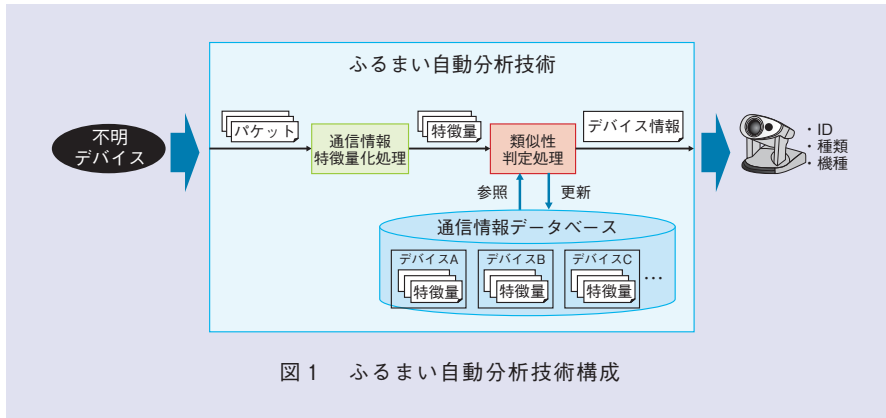 ふるまい自動分析技術
不明
デバイス
パケット
通信情報
特徴量化処理
特徴量
類似性
判定処理
デバイス情報
・ID
・種類
・機種
参照
更新
通信情報データベース
デバイスA
特徴量
デバイスB
特徴量
デバイスC
特徴量
…
図1 ふるまい自動分析技術構成